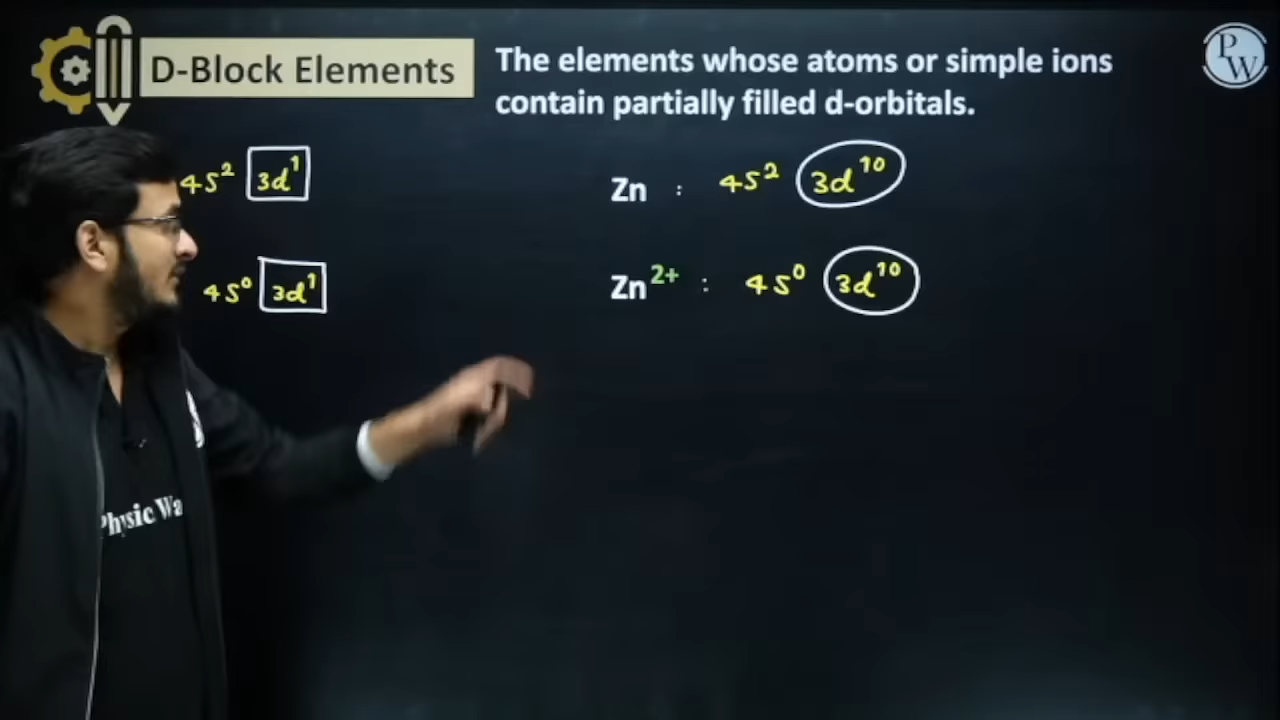 D-Block Elements
The elements whose atoms or simple ions
contain partially filled d-orbitals.
PW
4s² 3d¹
Zn : 4s² 3d¹⁰
4s⁰ 3d¹
Zn²⁺ : 4s⁰ 3d¹⁰
Physic Wa